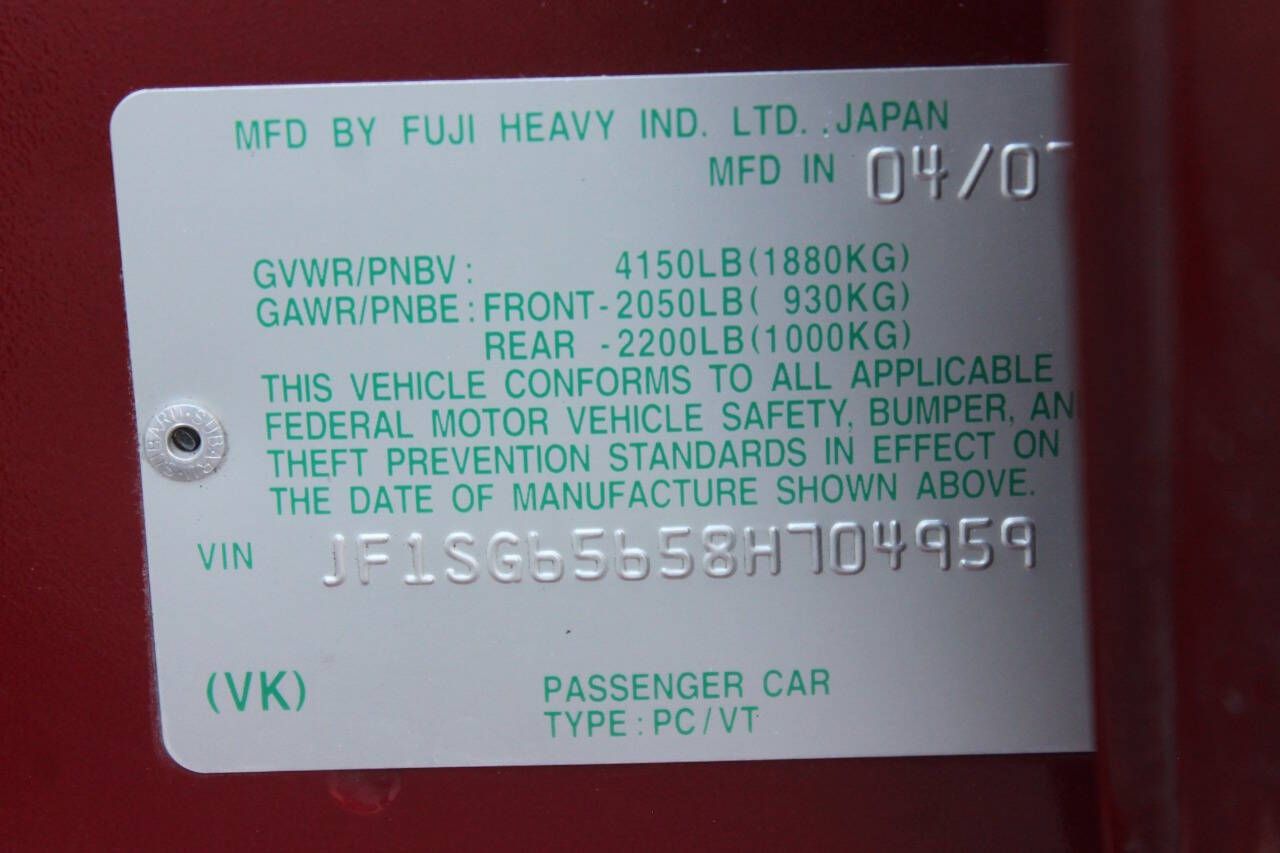 MFD BY FUJI HEAVY IND. LTD., JAPAN
MFD IN 04/07
GVWR/PNBV: 4150LB(1880KG)
GAWR/PNBE: FRONT-2050LB( 930KG)
REAR -2200LB(1000KG)
THIS VEHICLE CONFORMS TO ALL APPLICABLE
FEDERAL MOTOR VEHICLE SAFETY, BUMPER, AN
THEFT PREVENTION STANDARDS IN EFFECT ON
THE DATE OF MANUFACTURE SHOWN ABOVE.
VIN JF1SG65658H704959
(VK) PASSENGER CAR
TYPE: PC/VT